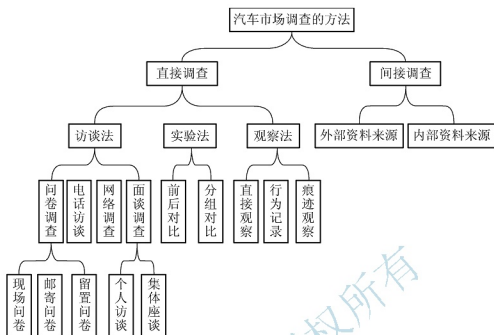 汽车市场调查的方法
直接调查
间接调查
访谈法
实验法
观察法
外部资料来源
内部资料来源
问卷调查
电话访谈
网络调查
面谈调查
前后对比
分组对比
直接观察
行为记录
痕迹观察
现场问卷
邮寄问卷
留置问卷
个人访谈
集体座谈
权所有